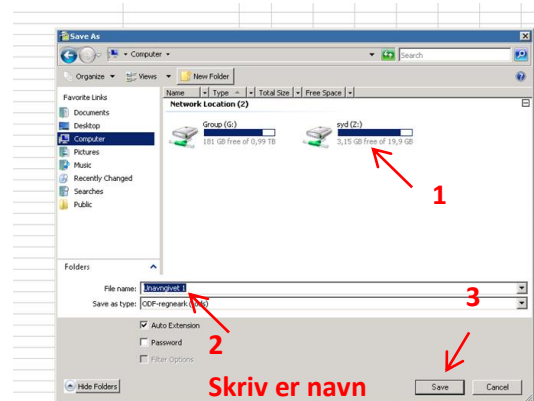 Save As
Computer
Search
Organize Views New Folder
Favorite Links
Name Type Total Size Free Space
Network Location (2)
Documents
Desktop
Computer
Pictures
Music
Recently Changed
Searches
Public
Group (G:)
181 GB free of 0,99 TB
syd (Z:)
3,15 GB free of 19,9 GB
1
Folders
File name: Unavngivet 1
Save as type: ODF-regneark (.ods)
3
Auto Extension
Password
Filter Options
2
Hide Folders
Skriv er navn
Save
Cancel